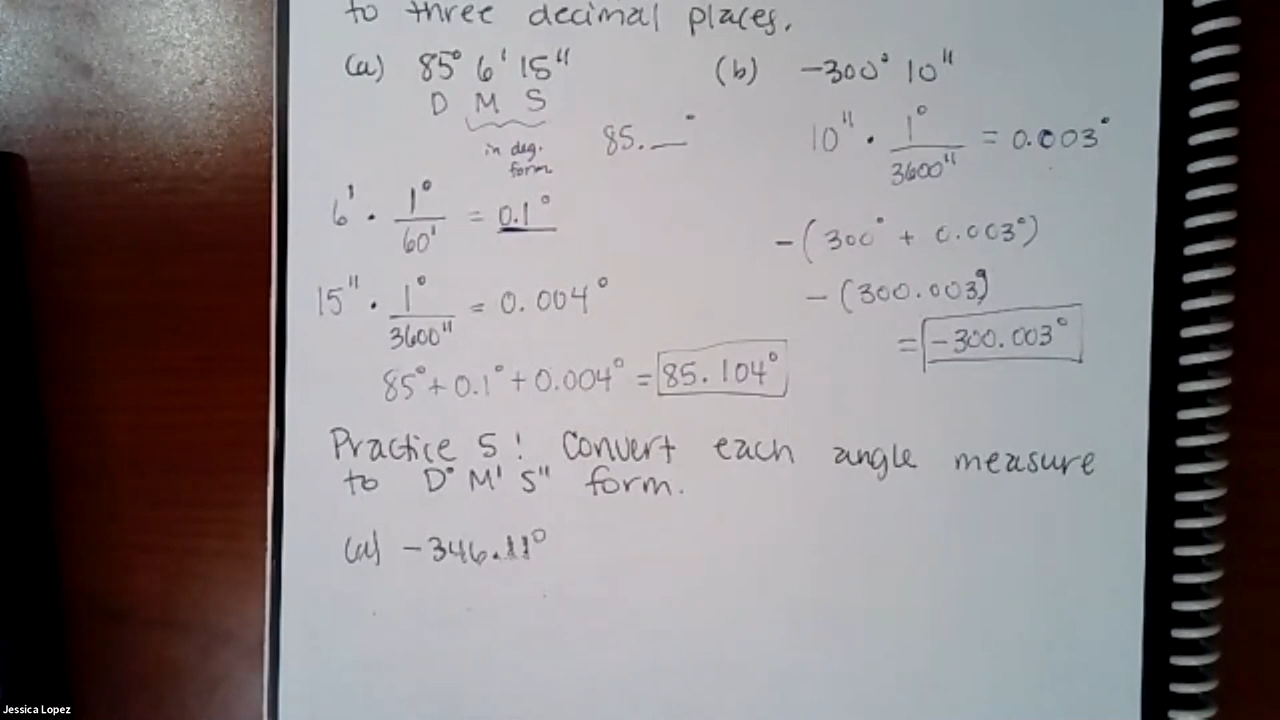 to three decimal places.
(a) 85° 6' 15"
D M S
in deg.
form
85.__°
6' · 1°/60' = 0.1°
15" · 1°/3600" = 0.004°
85° + 0.1° + 0.004° = 85.104°
(b) -300° 10"
10" · 1°/3600" = 0.003°
-(300° + 0.003°)
-(300.003°)
= -300.003°
Practice 5: Convert each angle measure
to D° M' S" form.
(a) -346.11°
Jessica Lopez